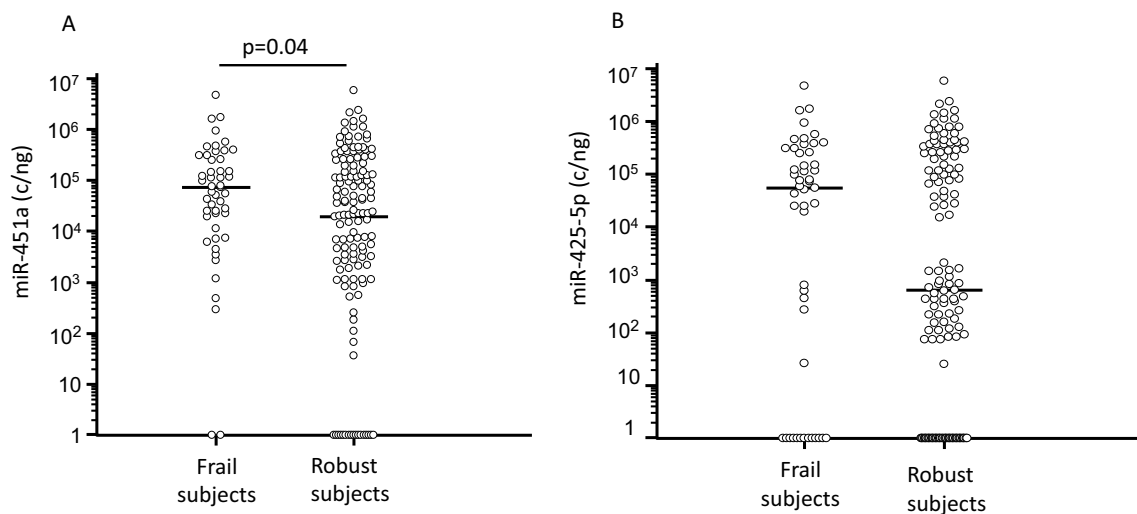 A
p=0.04
miR-451a (c/ng)
10⁷
10⁶
10⁵
10⁴
10³
10²
10
1
Frail
subjects
Robust
subjects
B
miR-425-5p (c/ng)
10⁷
10⁶
10⁵
10⁴
10³
10²
10
1
Frail
subjects
Robust
subjects